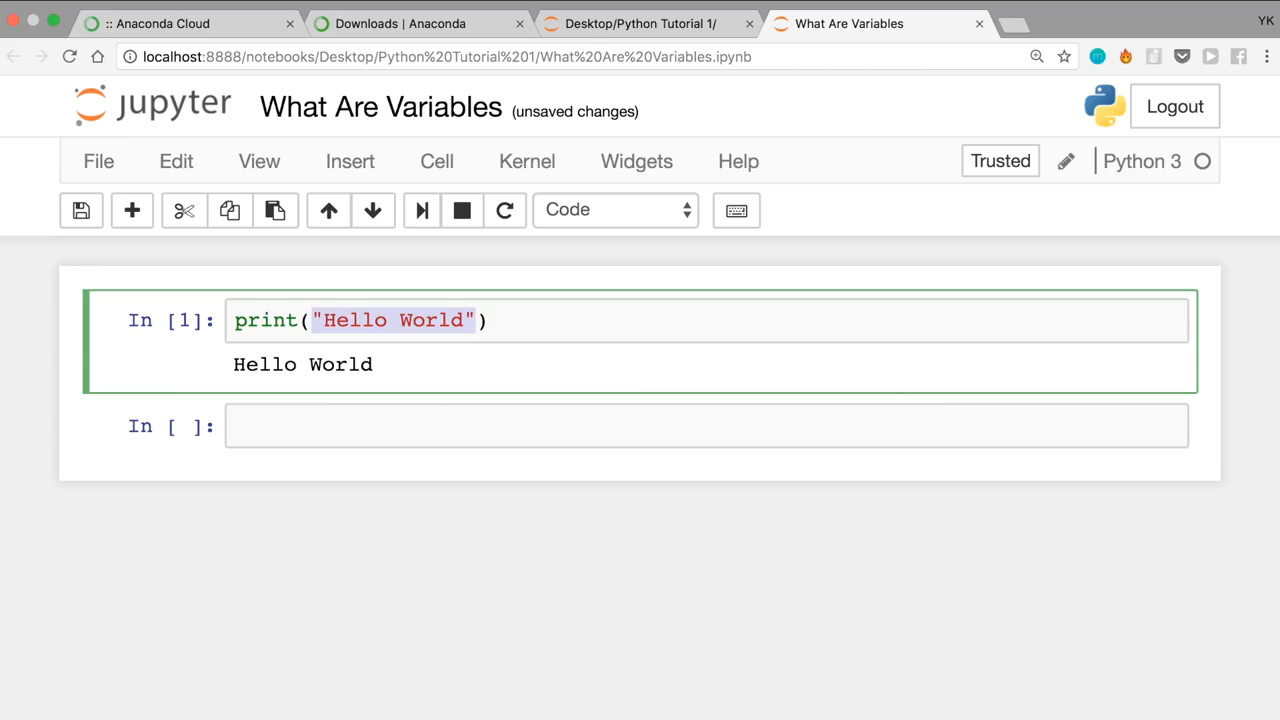 :: Anaconda Cloud
Downloads | Anaconda
Desktop/Python Tutorial 1/
What Are Variables
YK
localhost:8888/notebooks/Desktop/Python%20Tutorial%201/What%20Are%20Variables.ipynb
jupyter What Are Variables (unsaved changes)
Logout
File Edit View Insert Cell Kernel Widgets Help
Trusted
Python 3
Code
In [1]: print("Hello World")
Hello World
In [ ]: